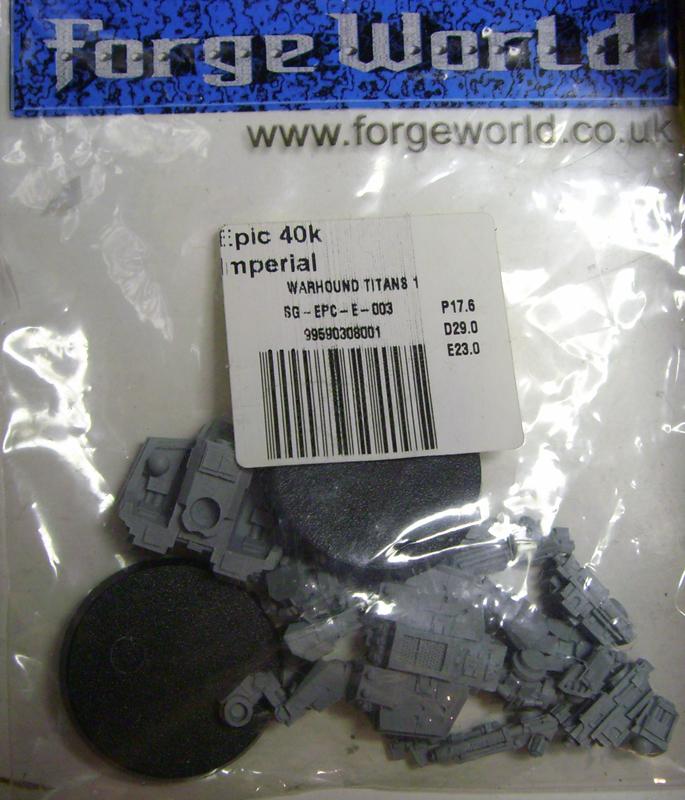 Forge World
www.forgeworld.co.uk
Epic 40k
Imperial
WARHOUND TITANS 1
SG-EPC-E-003
99590308001
P17.6
D29.0
E23.0